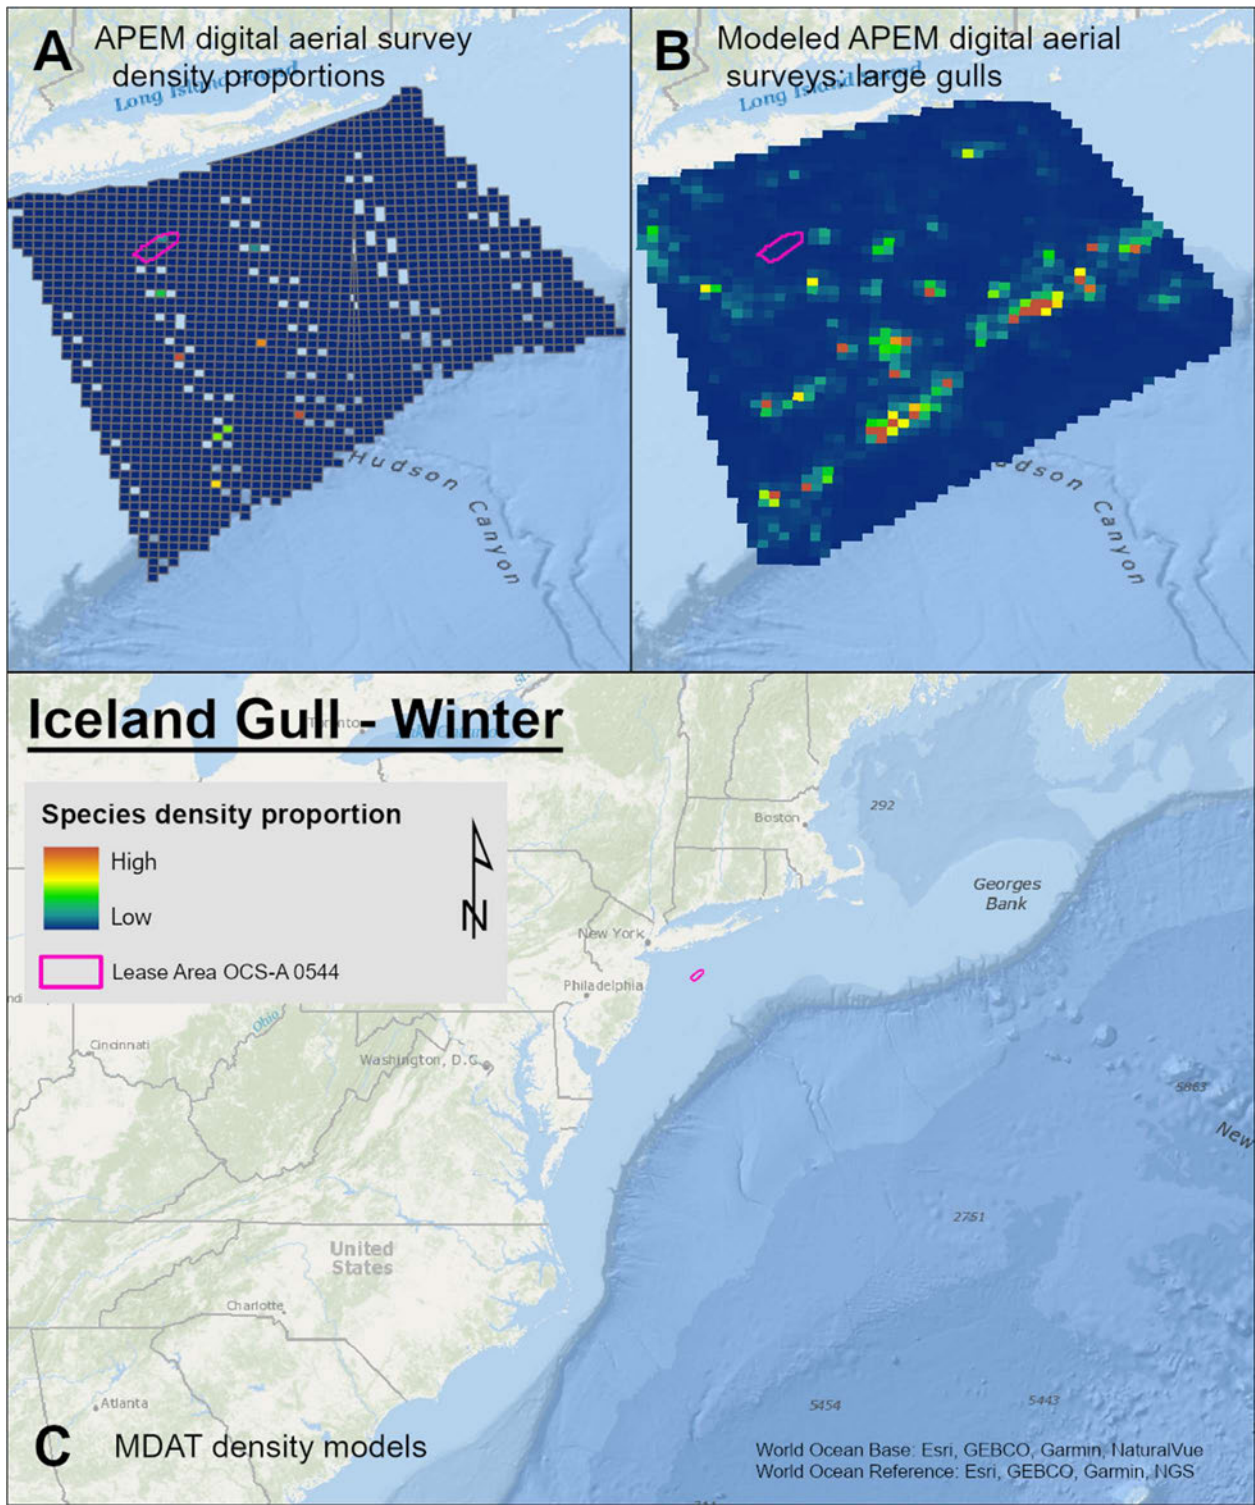 A APEM digital aerial survey
density proportions
Long Island Sound
Hudson Canyon
B Modeled APEM digital aerial
surveys: large gulls
Long Island Sound
udson Canyon
Iceland Gull - Winter
Toronto
Species density proportion
High
Low
N
Lease Area OCS-A 0544
Boston
292
Georges
Bank
New York
Philadelphia
Ohio
Cincinnati
Washington, D.C.
5863
New
2751
United
States
Charlotte
Atlanta
5454
5443
C MDAT density models
World Ocean Base: Esri, GEBCO, Garmin, NaturalVue
World Ocean Reference: Esri, GEBCO, Garmin, NGS